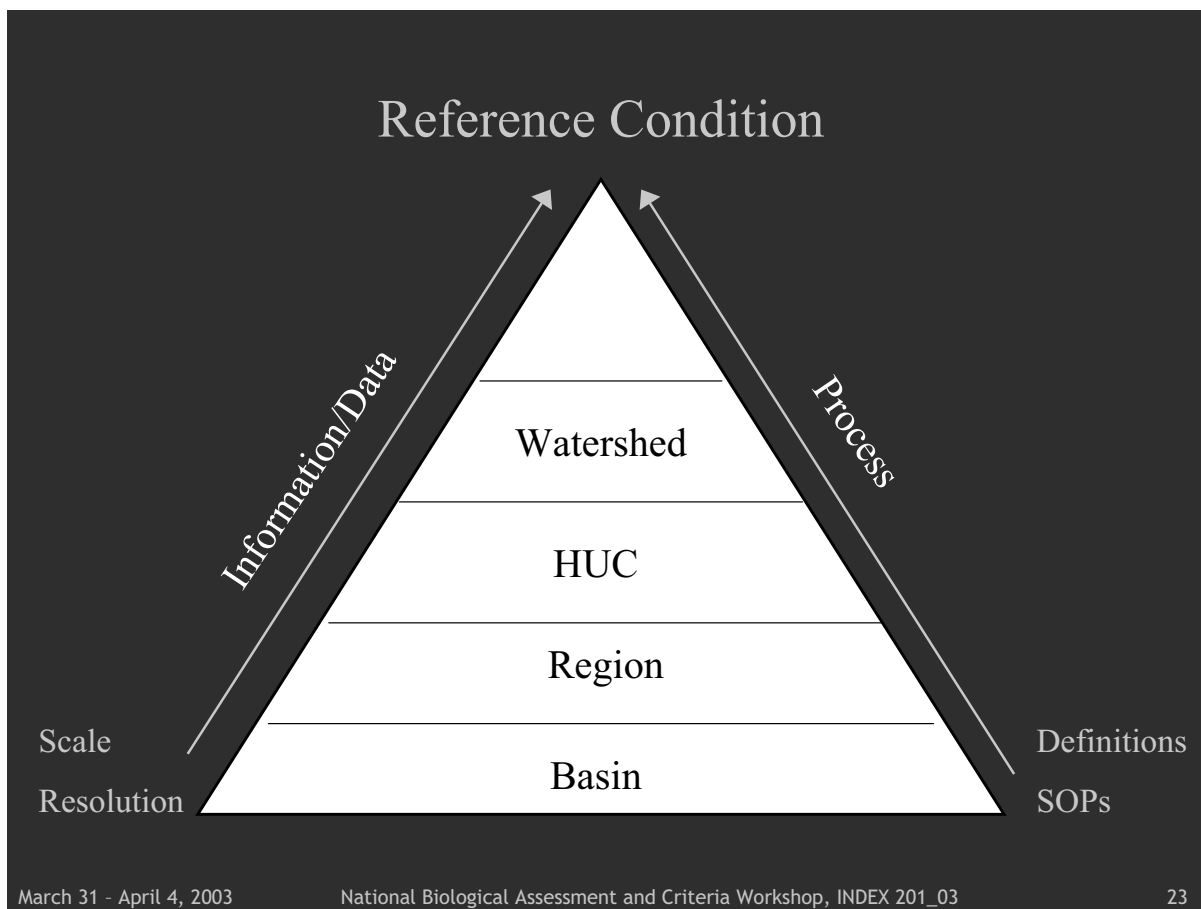 Reference Condition
Information/Data
Process
Watershed
HUC
Region
Basin
Scale
Resolution
Definitions
SOPs
March 31 – April 4, 2003
National Biological Assessment and Criteria Workshop, INDEX 201_03
23